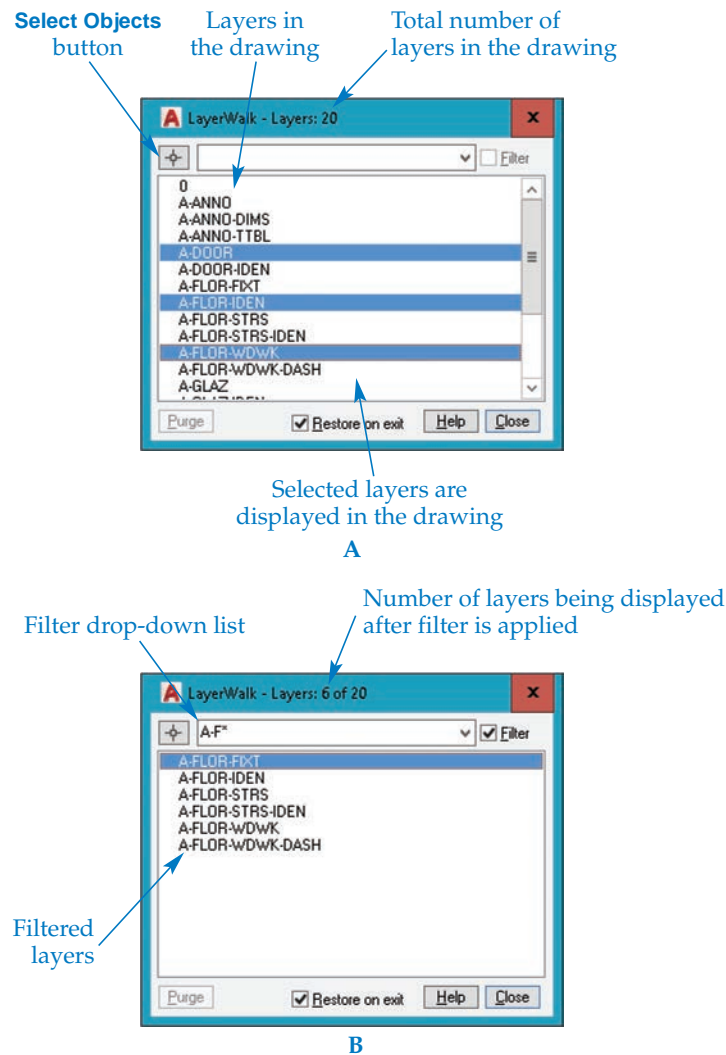 Select Objects
button
Layers in
the drawing
Total number of
layers in the drawing
LayerWalk - Layers: 20
x
Filter
0
A-ANNO
A-ANNO-DIMS
A-ANNO-TTBL
A-DOOR
A-DOOR-IDEN
A-FLOR-FIXT
A-FLOR-IDEN
A-FLOR-STRS
A-FLOR-STRS-IDEN
A-FLOR-WDWK
A-FLOR-WDWK-DASH
A-GLAZ
Purge
Restore on exit
Help
Close
Selected layers are
displayed in the drawing
A
Number of layers being displayed
after filter is applied
Filter drop-down list
LayerWalk - Layers: 6 of 20
x
A-F*
Filter
A-FLOR-FIXT
A-FLOR-IDEN
A-FLOR-STRS
A-FLOR-STRS-IDEN
A-FLOR-WDWK
A-FLOR-WDWK-DASH
Filtered
layers
Purge
Restore on exit
Help
Close
B